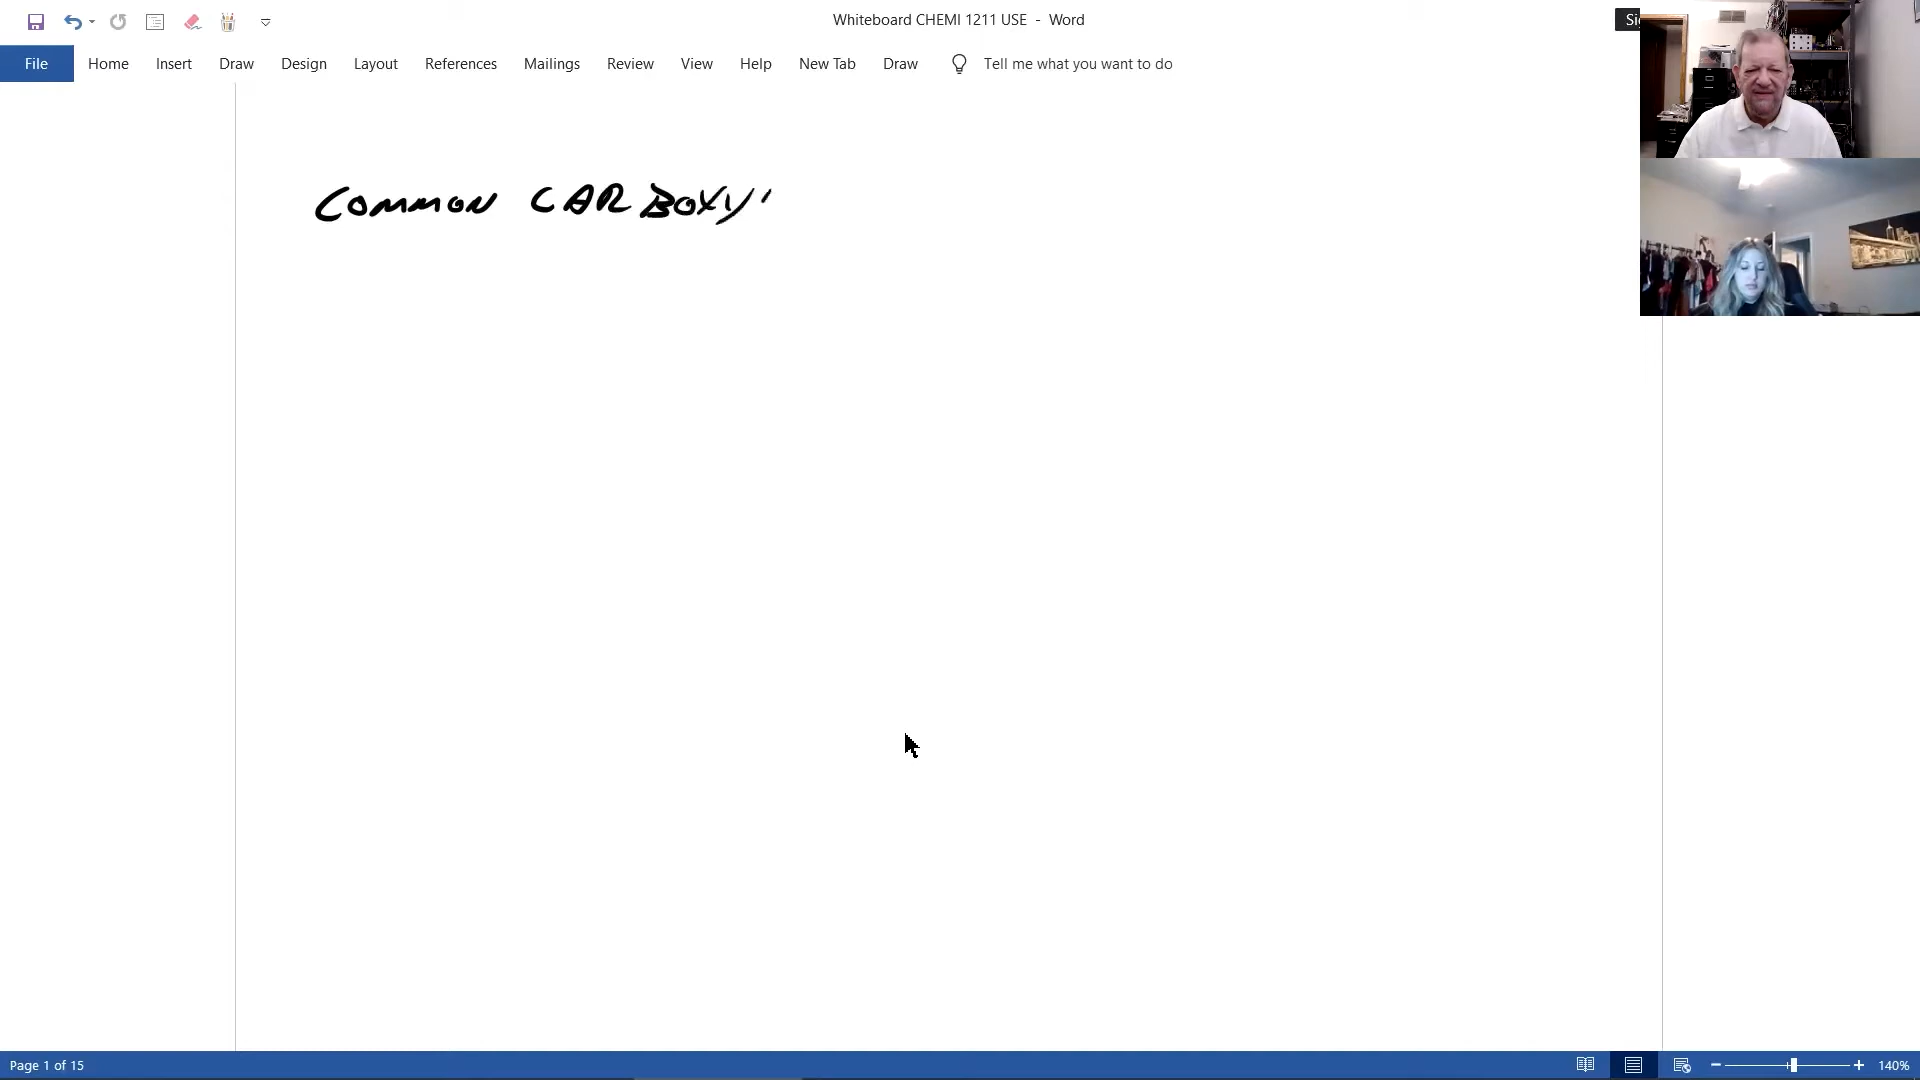 Whiteboard CHEMI 1211 USE - Word
Si
File Home Insert Draw Design Layout References Mailings Review View Help New Tab Draw Tell me what you want to do
COMMON CARBOXY
Page 1 of 15
140%